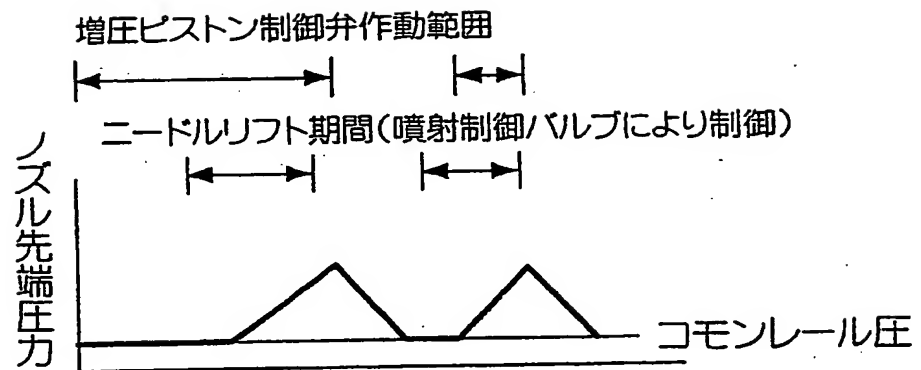 増圧ピストン制御弁作動範囲
ニードルリフト期間(噴射制御バルブにより制御)
ノズル先端圧力
コモンレール圧